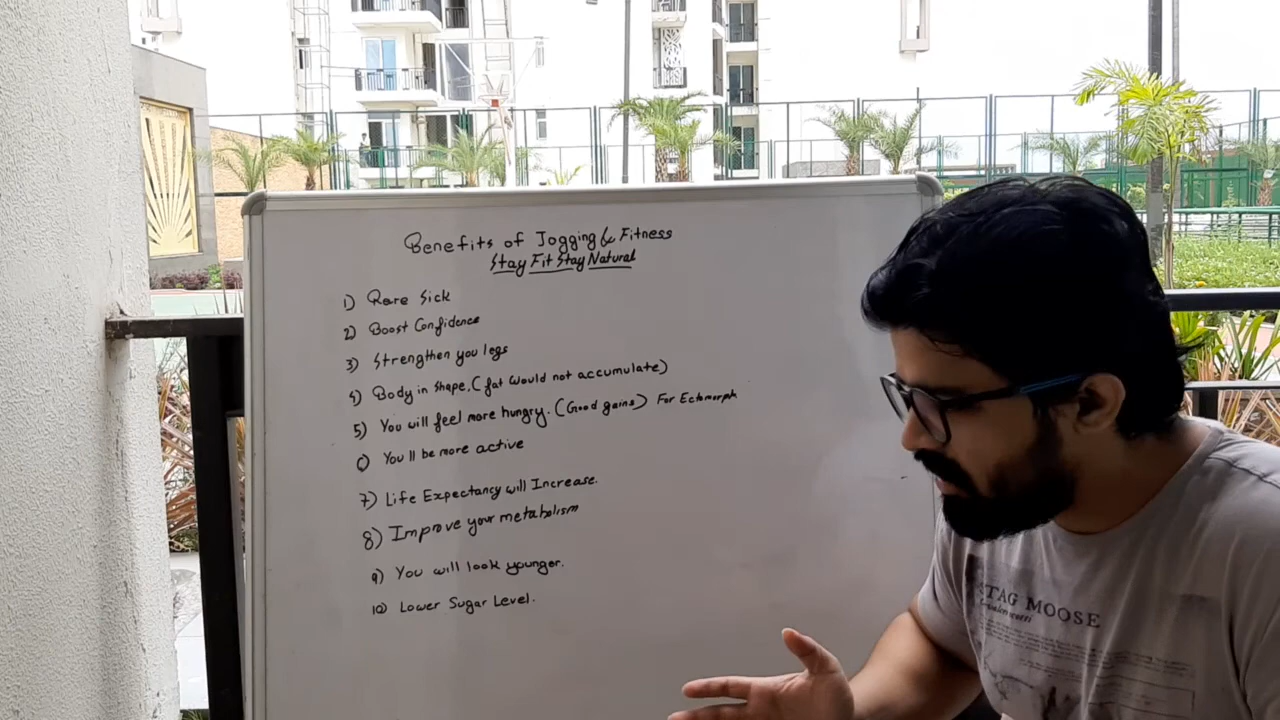 Benefits of Jogging & Fitness
Stay Fit Stay Natural
1) Rare Sick
2) Boost Confidence
3) Strengthen you legs
4) Body in shape. (fat would not accumulate)
5) You will feel more hungry. (Good gains) For Ectomorph
6) You ll be more active
7) Life Expectancy will Increase.
8) Improve your metabolism
9) You will look younger.
10) Lower Sugar Level.
STAG MOOSE